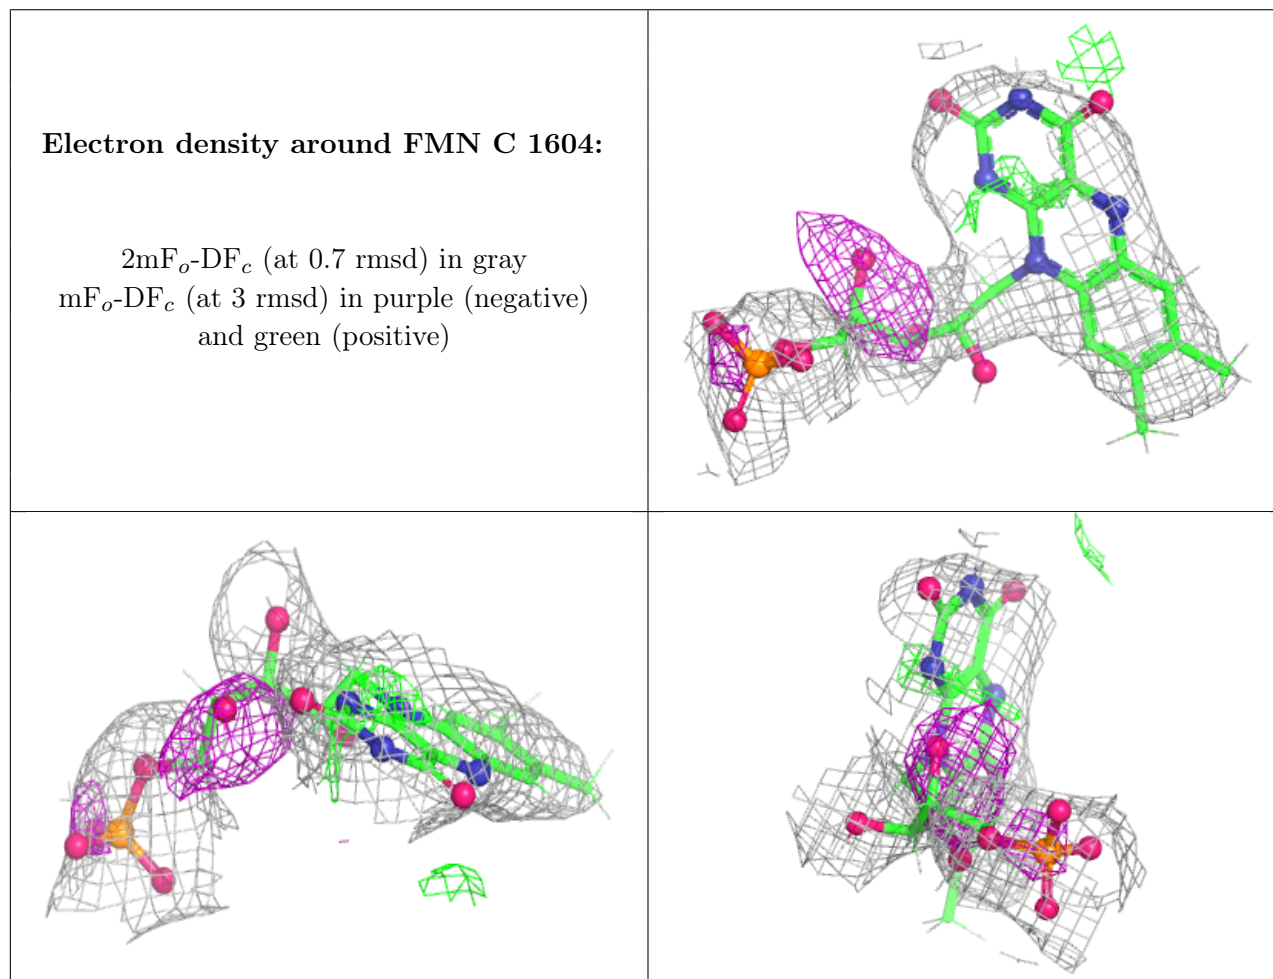 Electron density around FMN C 1604:
2mFo-DFc (at 0.7 rmsd) in gray
mFo-DFc (at 3 rmsd) in purple (negative)
and green (positive)